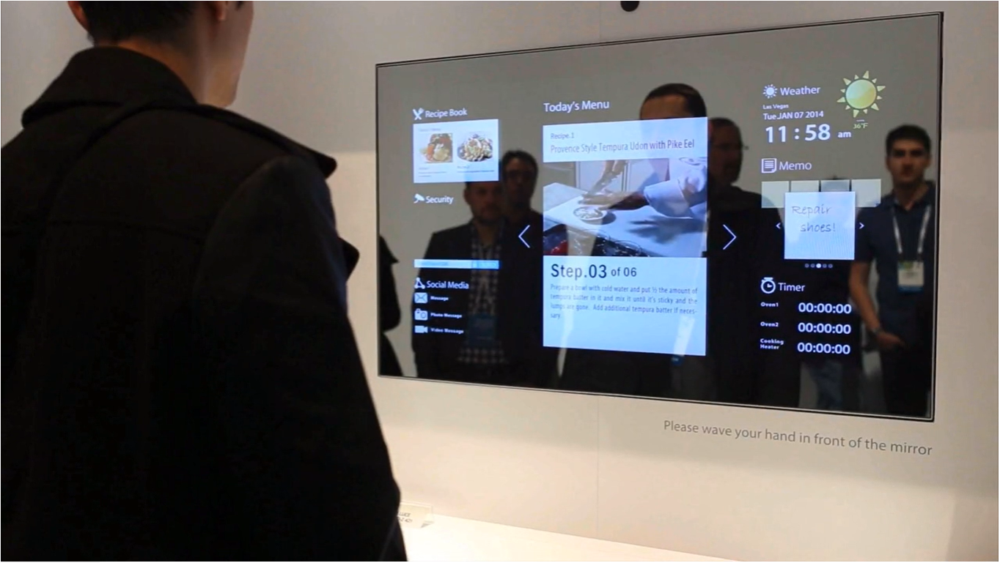 Recipe Book
Security
Social Media
Message
Photo Message
Video Message
Today's Menu
Recipe.1
Provence Style Tempura Udon with Pike Eel
Step.03 of 06
Prepare a bowl with cold water and put ½ the amount of
tempura batter in it and mix it until it's sticky and the
lumps are gone. Add additional tempura batter if neces-
sary.
Weather
Las Vegas
Tue.JAN 07 2014
11:58 am
36°F
Memo
Repair
shoes!
Timer
Oven1 00:00:00
Oven2 00:00:00
Cooking
Heater 00:00:00
Please wave your hand in front of the mirror